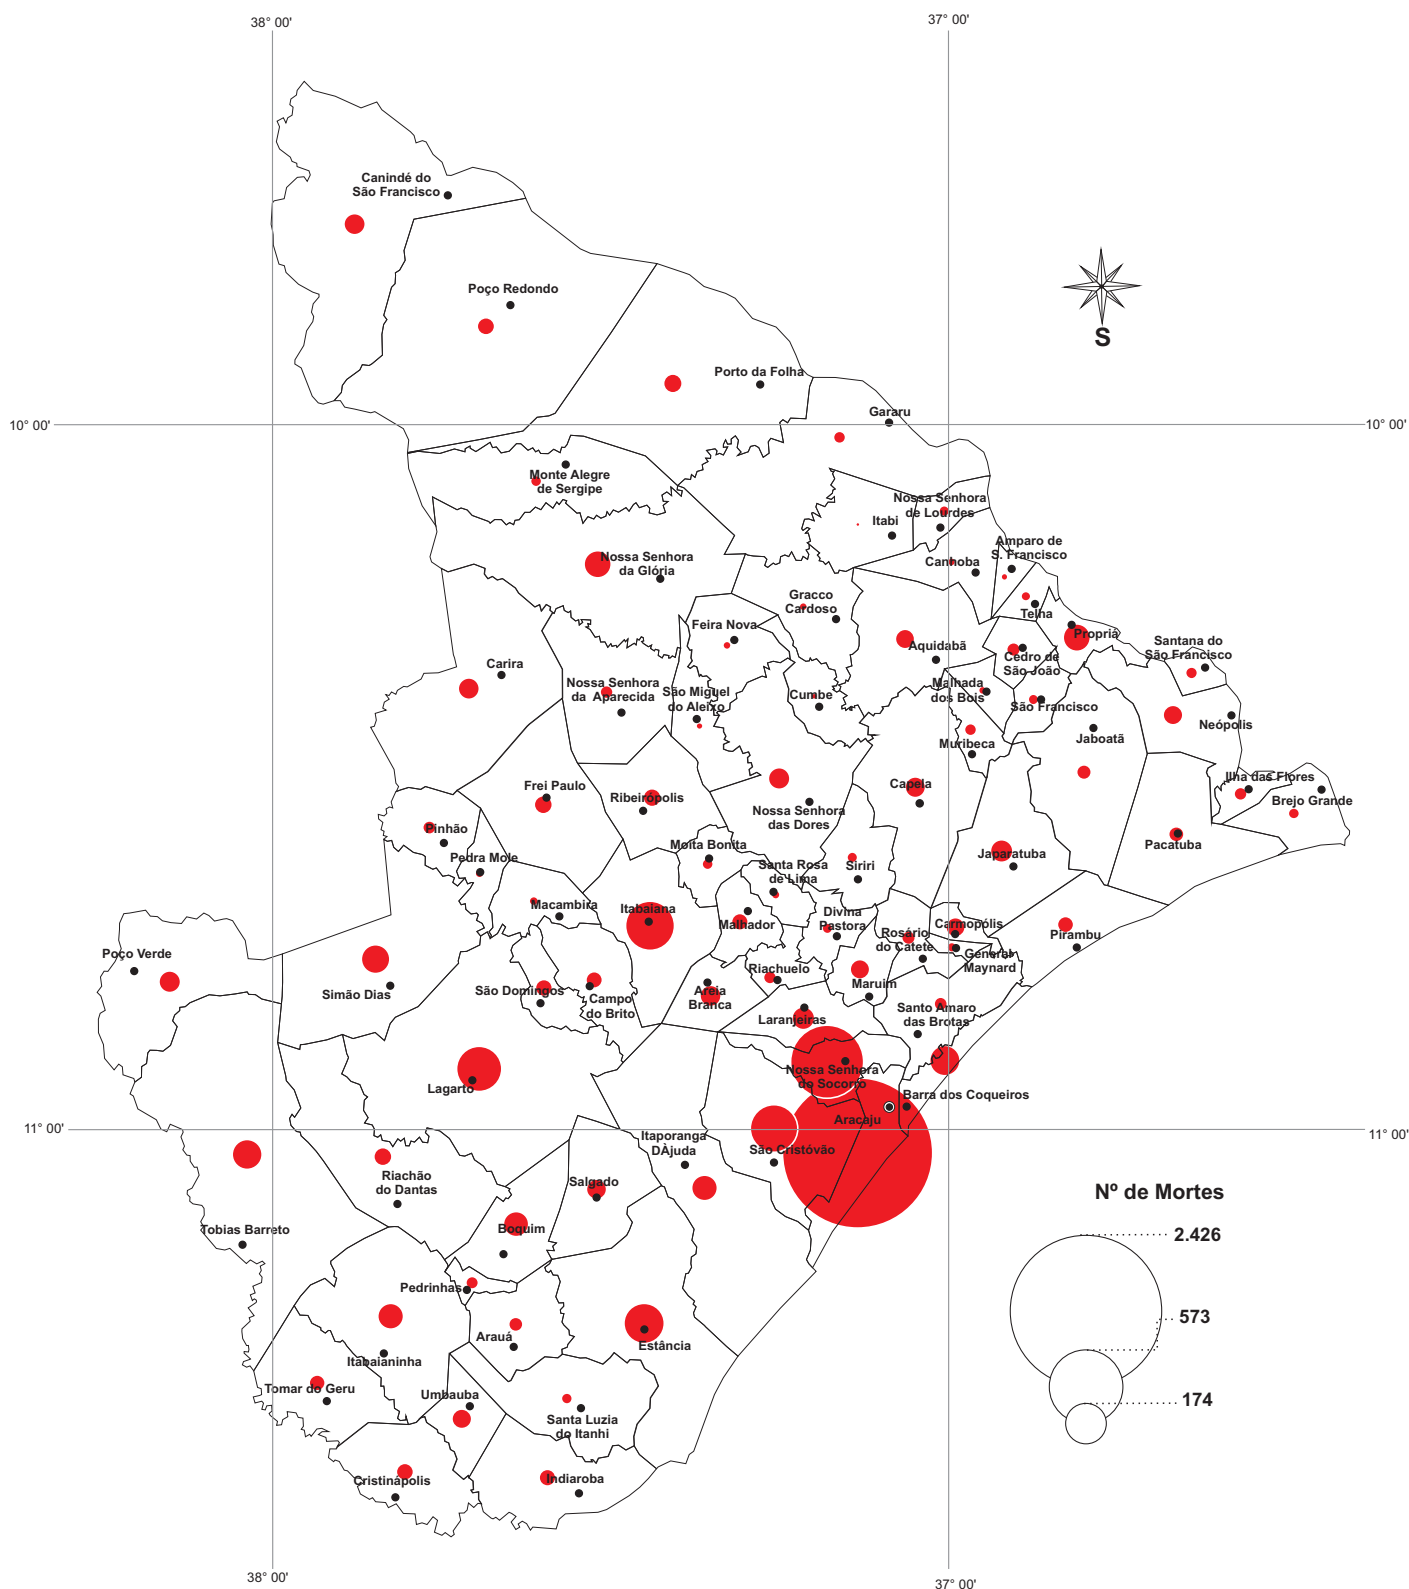 38° 00'
37° 00'
Canindé do
São Francisco
Poço Redondo
S
Porto da Folha
Gararu
10° 00'
10° 00'
Monte Alegre
de Sergipe
Nossa Senhora
de Lourdes
Itabi
Amparo de
S. Francisco
Nossa Senhora
da Glória
Canhoba
Gracco
Cardoso
Telha
Feira Nova
Propriá
Aquidabã
Santana do
São Francisco
Cedro de
São João
Carira
Nossa Senhora
da Aparecida
São Miguel
do Aleixo
Cumbe
Malhada
dos Bois
São Francisco
Neópolis
Jaboatã
Muribeca
Frei Paulo
Ribeirópolis
Capela
Ilha das Flores
Brejo Grande
Nossa Senhora
das Dores
Pinhão
Pedra Mole
Moita Bonita
Santa Rosa
de Lima
Siriri
Japaratuba
Pacatuba
Macambira
Itabaiana
Malhador
Divina
Pastora
Rosário
do Catete
Carmopólis
Pirambu
General
Maynard
Poço Verde
Simão Dias
São Domingos
Campo
do Brito
Areia
Branca
Riachuelo
Maruim
Laranjeiras
Santo Amaro
das Brotas
Lagarto
Nossa Senhora
do Socorro
Barra dos Coqueiros
Aracaju
11° 00'
11° 00'
Itaporanga
DÀjuda
São Cristóvão
Riachão
do Dantas
Salgado
Nº de Mortes
Tobias Barreto
Boquim
2.426
Pedrinhas
573
Arauá
Estância
Itabaianinha
Tomar do Geru
Umbauba
174
Santa Luzia
do Itanhi
Cristinápolis
Indiaroba
38° 00'
37° 00'